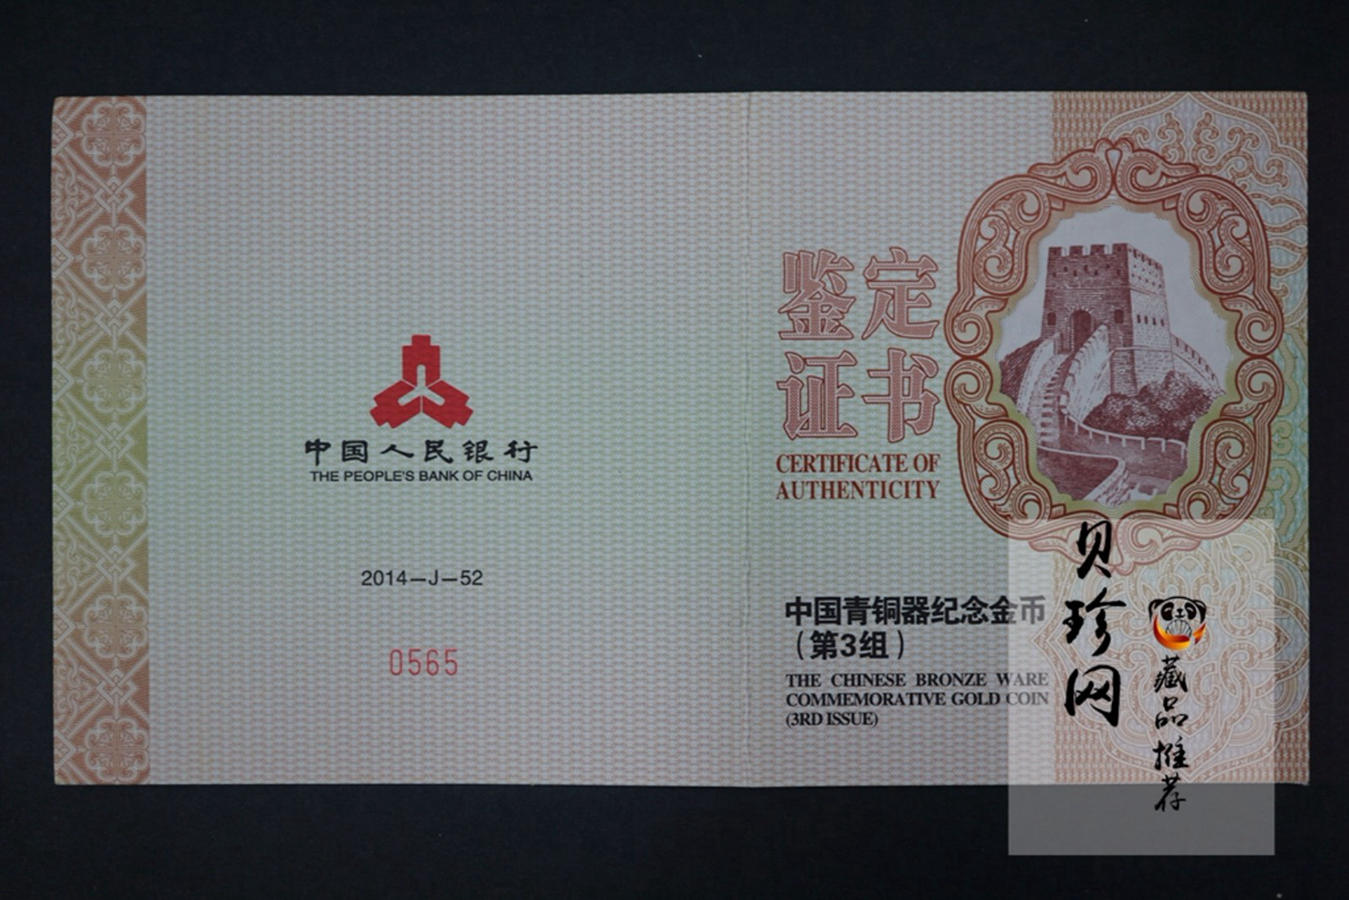 中国人民银行
THE PEOPLE'S BANK OF CHINA
2014—J—52
0565
鉴定
证书
CERTIFICATE OF
AUTHENTICITY
中国青铜器纪念金币
（第3组）
THE CHINESE BRONZE WARE
COMMEMORATIVE GOLD COIN
(3RD ISSUE)
贝珍网
藏品推荐